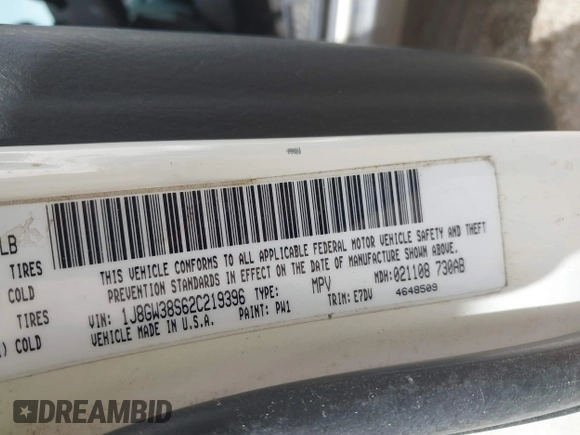 LB
TIRES
COLD
TIRES
) COLD
THIS VEHICLE CONFORMS TO ALL APPLICABLE FEDERAL MOTOR VEHICLE SAFETY AND THEFT
PREVENTION STANDARDS IN EFFECT ON THE DATE OF MANUFACTURE SHOWN ABOVE.
VIN: 1J8GW38S62C219396 TYPE: MPV MDH: 021108 730AB
VEHICLE MADE IN U.S.A. PAINT: PW1 TRIM: E7DV 4648509
DREAMBID